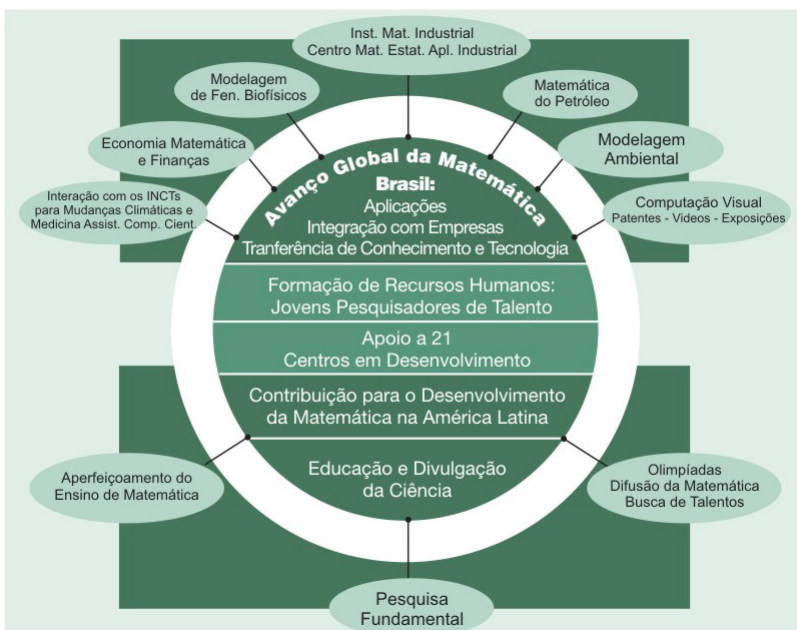 Inst. Mat. Industrial
Centro Mat. Estat. Apl. Industrial
Modelagem
de Fen. Biofísicos
Matemática
do Petróleo
Economia Matemática
e Finanças
Modelagem
Ambiental
Interação com os INCTs
para Mudanças Climáticas e
Medicina Assist. Comp. Cient.
Computação Visual
Patentes - Videos - Exposições
Avanço Global da Matemática
Brasil:
Aplicações
Integração com Empresas
Tranferência de Conhecimento e Tecnologia
Formação de Recursos Humanos:
Jovens Pesquisadores de Talento
Apoio a 21
Centros em Desenvolvimento
Contribuição para o Desenvolvimento
da Matemática na América Latina
Educação e Divulgação
da Ciência
Aperfeiçoamento do
Ensino de Matemática
Olimpíadas
Difusão da Matemática
Busca de Talentos
Pesquisa
Fundamental